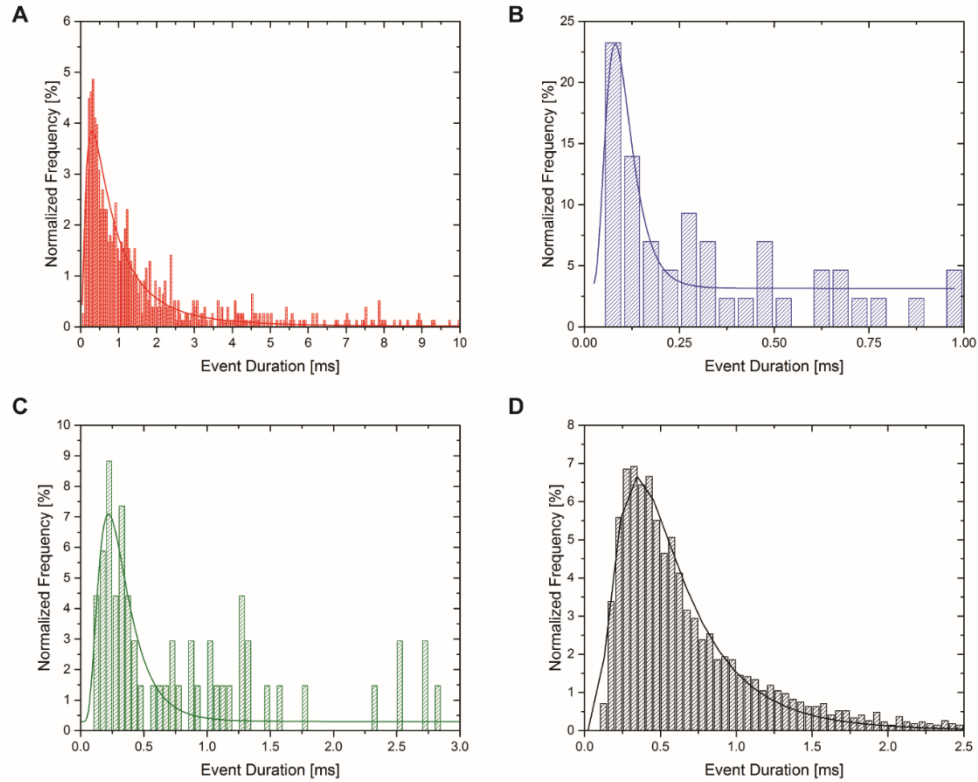 A
Normalized Frequency [%]
6
5
4
3
2
1
0
0 1 2 3 4 5 6 7 8 9 10
Event Duration [ms]
B
Normalized Frequency [%]
25
20
15
10
5
0
0.00 0.25 0.50 0.75 1.00
Event Duration [ms]
C
Normalized Frequency [%]
10
9
8
7
6
5
4
3
2
1
0
0.0 0.5 1.0 1.5 2.0 2.5 3.0
Event Duration [ms]
D
Normalized Frequency [%]
8
7
6
5
4
3
2
1
0
0.0 0.5 1.0 1.5 2.0 2.5
Event Duration [ms]